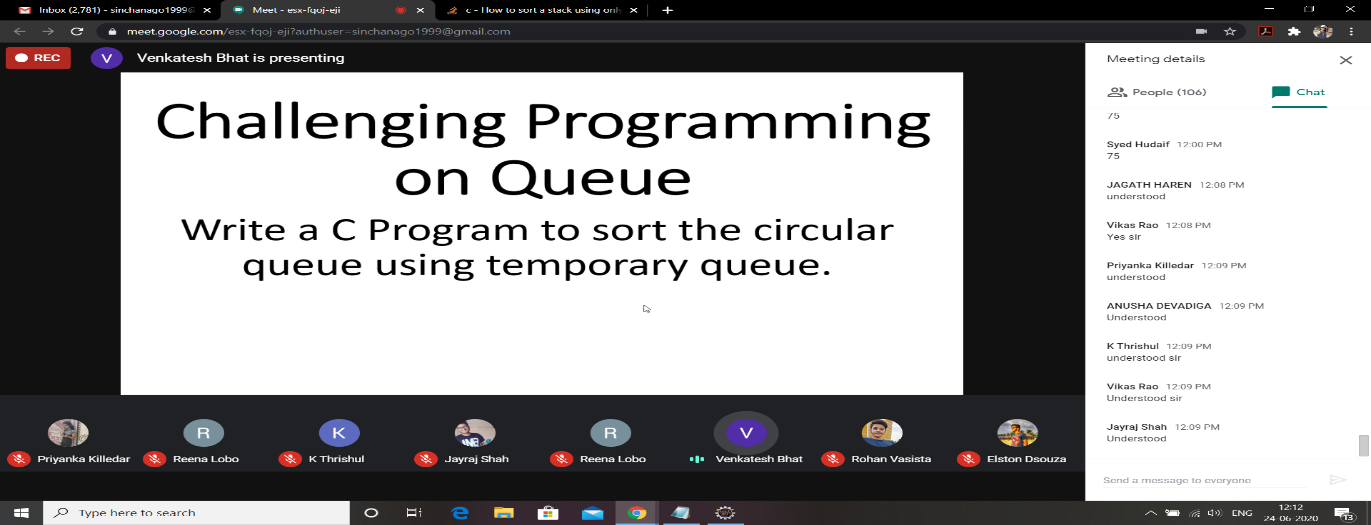 Inbox (2,781) - sinchanago1999@
Meet - esx-fqoj-eji
c - How to sort a stack using onl
meet.google.com/esx-fqoj-eji?authuser=sinchanago1999@gmail.com
REC
V
Venkatesh Bhat is presenting
Challenging Programming
on Queue
Write a C Program to sort the circular
queue using temporary queue.
Meeting details
People (106)
Chat
75
Syed Hudaif 12:00 PM
75
JAGATH HAREN 12:08 PM
understood
Vikas Rao 12:08 PM
Yes sir
Priyanka Killedar 12:09 PM
understood
ANUSHA DEVADIGA 12:09 PM
Understood
K Thrishul 12:09 PM
understood sir
Vikas Rao 12:09 PM
Understood sir
Jayraj Shah 12:09 PM
Understood
Send a message to everyone
R
K
R
V
Priyanka Killedar
Reena Lobo
K Thrishul
Jayraj Shah
Reena Lobo
Venkatesh Bhat
Rohan Vasista
Elston Dsouza
Type here to search
ENG
12:12
24-06-2020
13